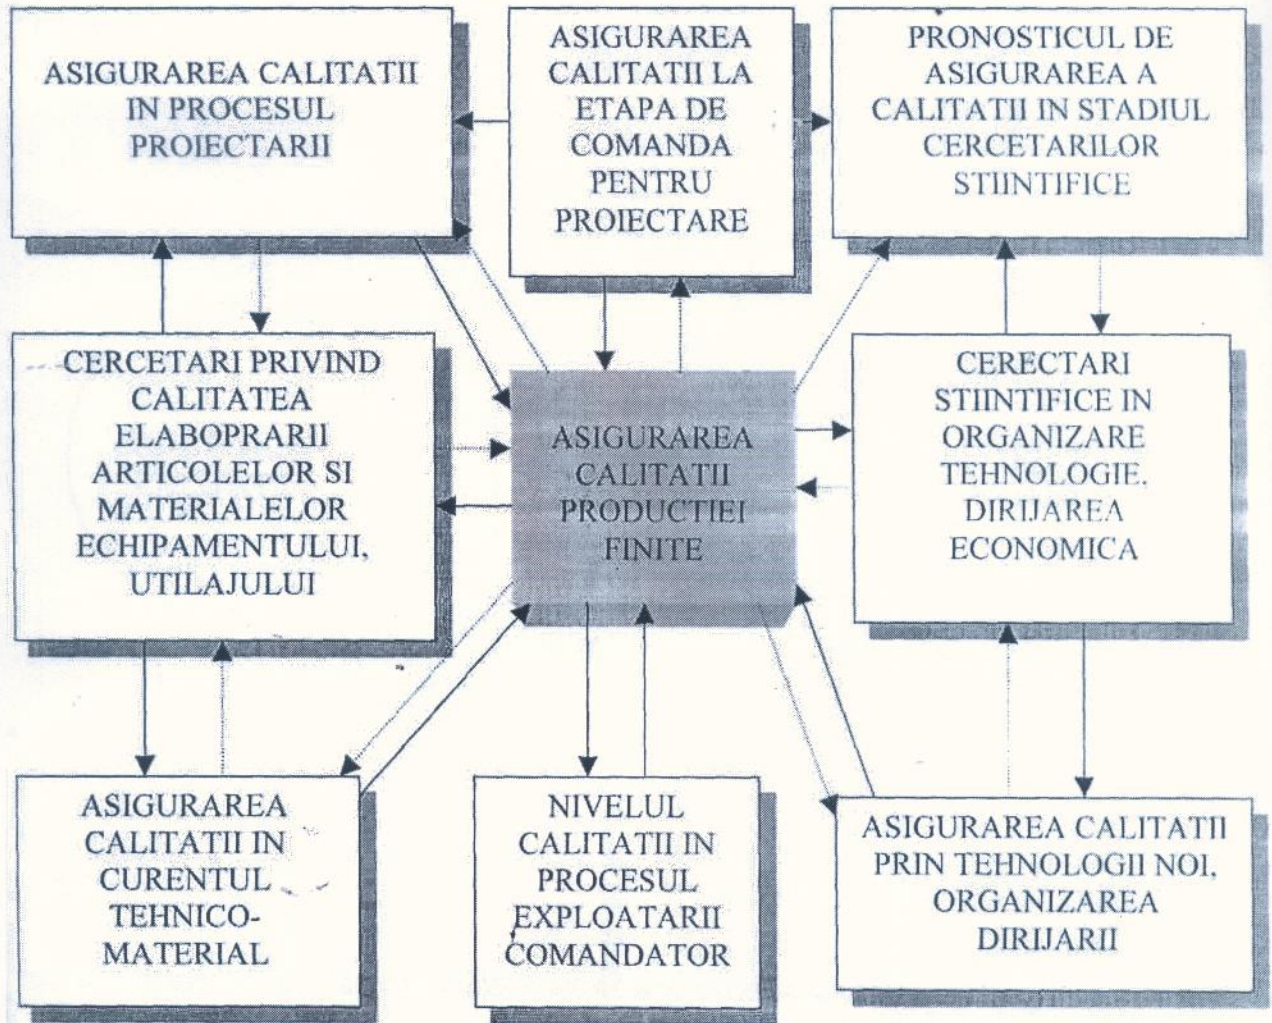 ASIGURAREA CALITATII
IN PROCESUL
PROIECTARII
ASIGURAREA
CALITATII LA
ETAPA DE
COMANDA
PENTRU
PROIECTARE
PRONOSTICUL DE
ASIGURAREA A
CALITATII IN STADIUL
CERCETARILOR
STIINTIFICE
CERCETARI PRIVIND
CALITATEA
ELABOPRARII
ARTICOLELOR SI
MATERIALELOR
ECHIPAMENTULUI,
UTILAJULUI
ASIGURAREA
CALITATII
PRODUCTIEI
FINITE
CERECTARI
STIINTIFICE IN
ORGANIZARE
TEHNOLOGIE,
DIRIJAREA
ECONOMICA
ASIGURAREA
CALITATII IN
CURENTUL
TEHNICO-
MATERIAL
NIVELUL
CALITATII IN
PROCESUL
EXPLOATARII
COMANDATOR
ASIGURAREA CALITATII
PRIN TEHNOLOGII NOI,
ORGANIZAREA
DIRIJARII